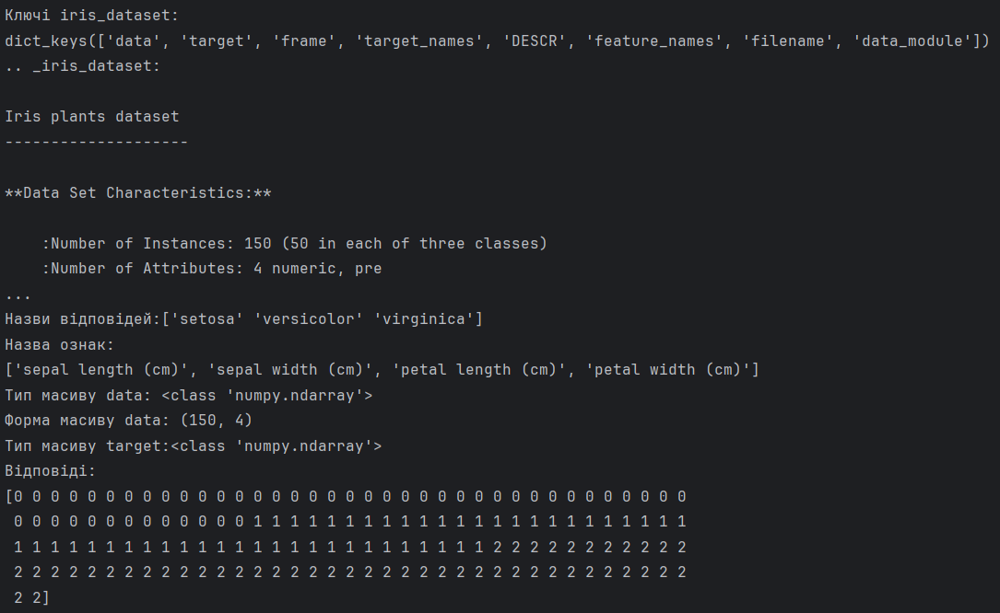 Ключі iris_dataset:
dict_keys(['data', 'target', 'frame', 'target_names', 'DESCR', 'feature_names', 'filename', 'data_module'])
.. _iris_dataset:
Iris plants dataset
--------------------
**Data Set Characteristics:**
:Number of Instances: 150 (50 in each of three classes)
:Number of Attributes: 4 numeric, pre
...
Назви відповідей:['setosa' 'versicolor' 'virginica']
Назва ознак:
['sepal length (cm)', 'sepal width (cm)', 'petal length (cm)', 'petal width (cm)']
Тип масиву data: <class 'numpy.ndarray'>
Форма масиву data: (150, 4)
Тип масиву target:<class 'numpy.ndarray'>
Відповіді:
[0 0 0 0 0 0 0 0 0 0 0 0 0 0 0 0 0 0 0 0 0 0 0 0 0 0 0 0 0 0 0 0 0 0 0 0 0
0 0 0 0 0 0 0 0 0 0 0 0 0 1 1 1 1 1 1 1 1 1 1 1 1 1 1 1 1 1 1 1 1 1 1 1 1
1 1 1 1 1 1 1 1 1 1 1 1 1 1 1 1 1 1 1 1 1 1 1 1 2 2 2 2 2 2 2 2 2 2 2
2 2 2 2 2 2 2 2 2 2 2 2 2 2 2 2 2 2 2 2 2 2 2 2 2 2 2 2 2 2 2 2 2 2 2 2 2
2 2]